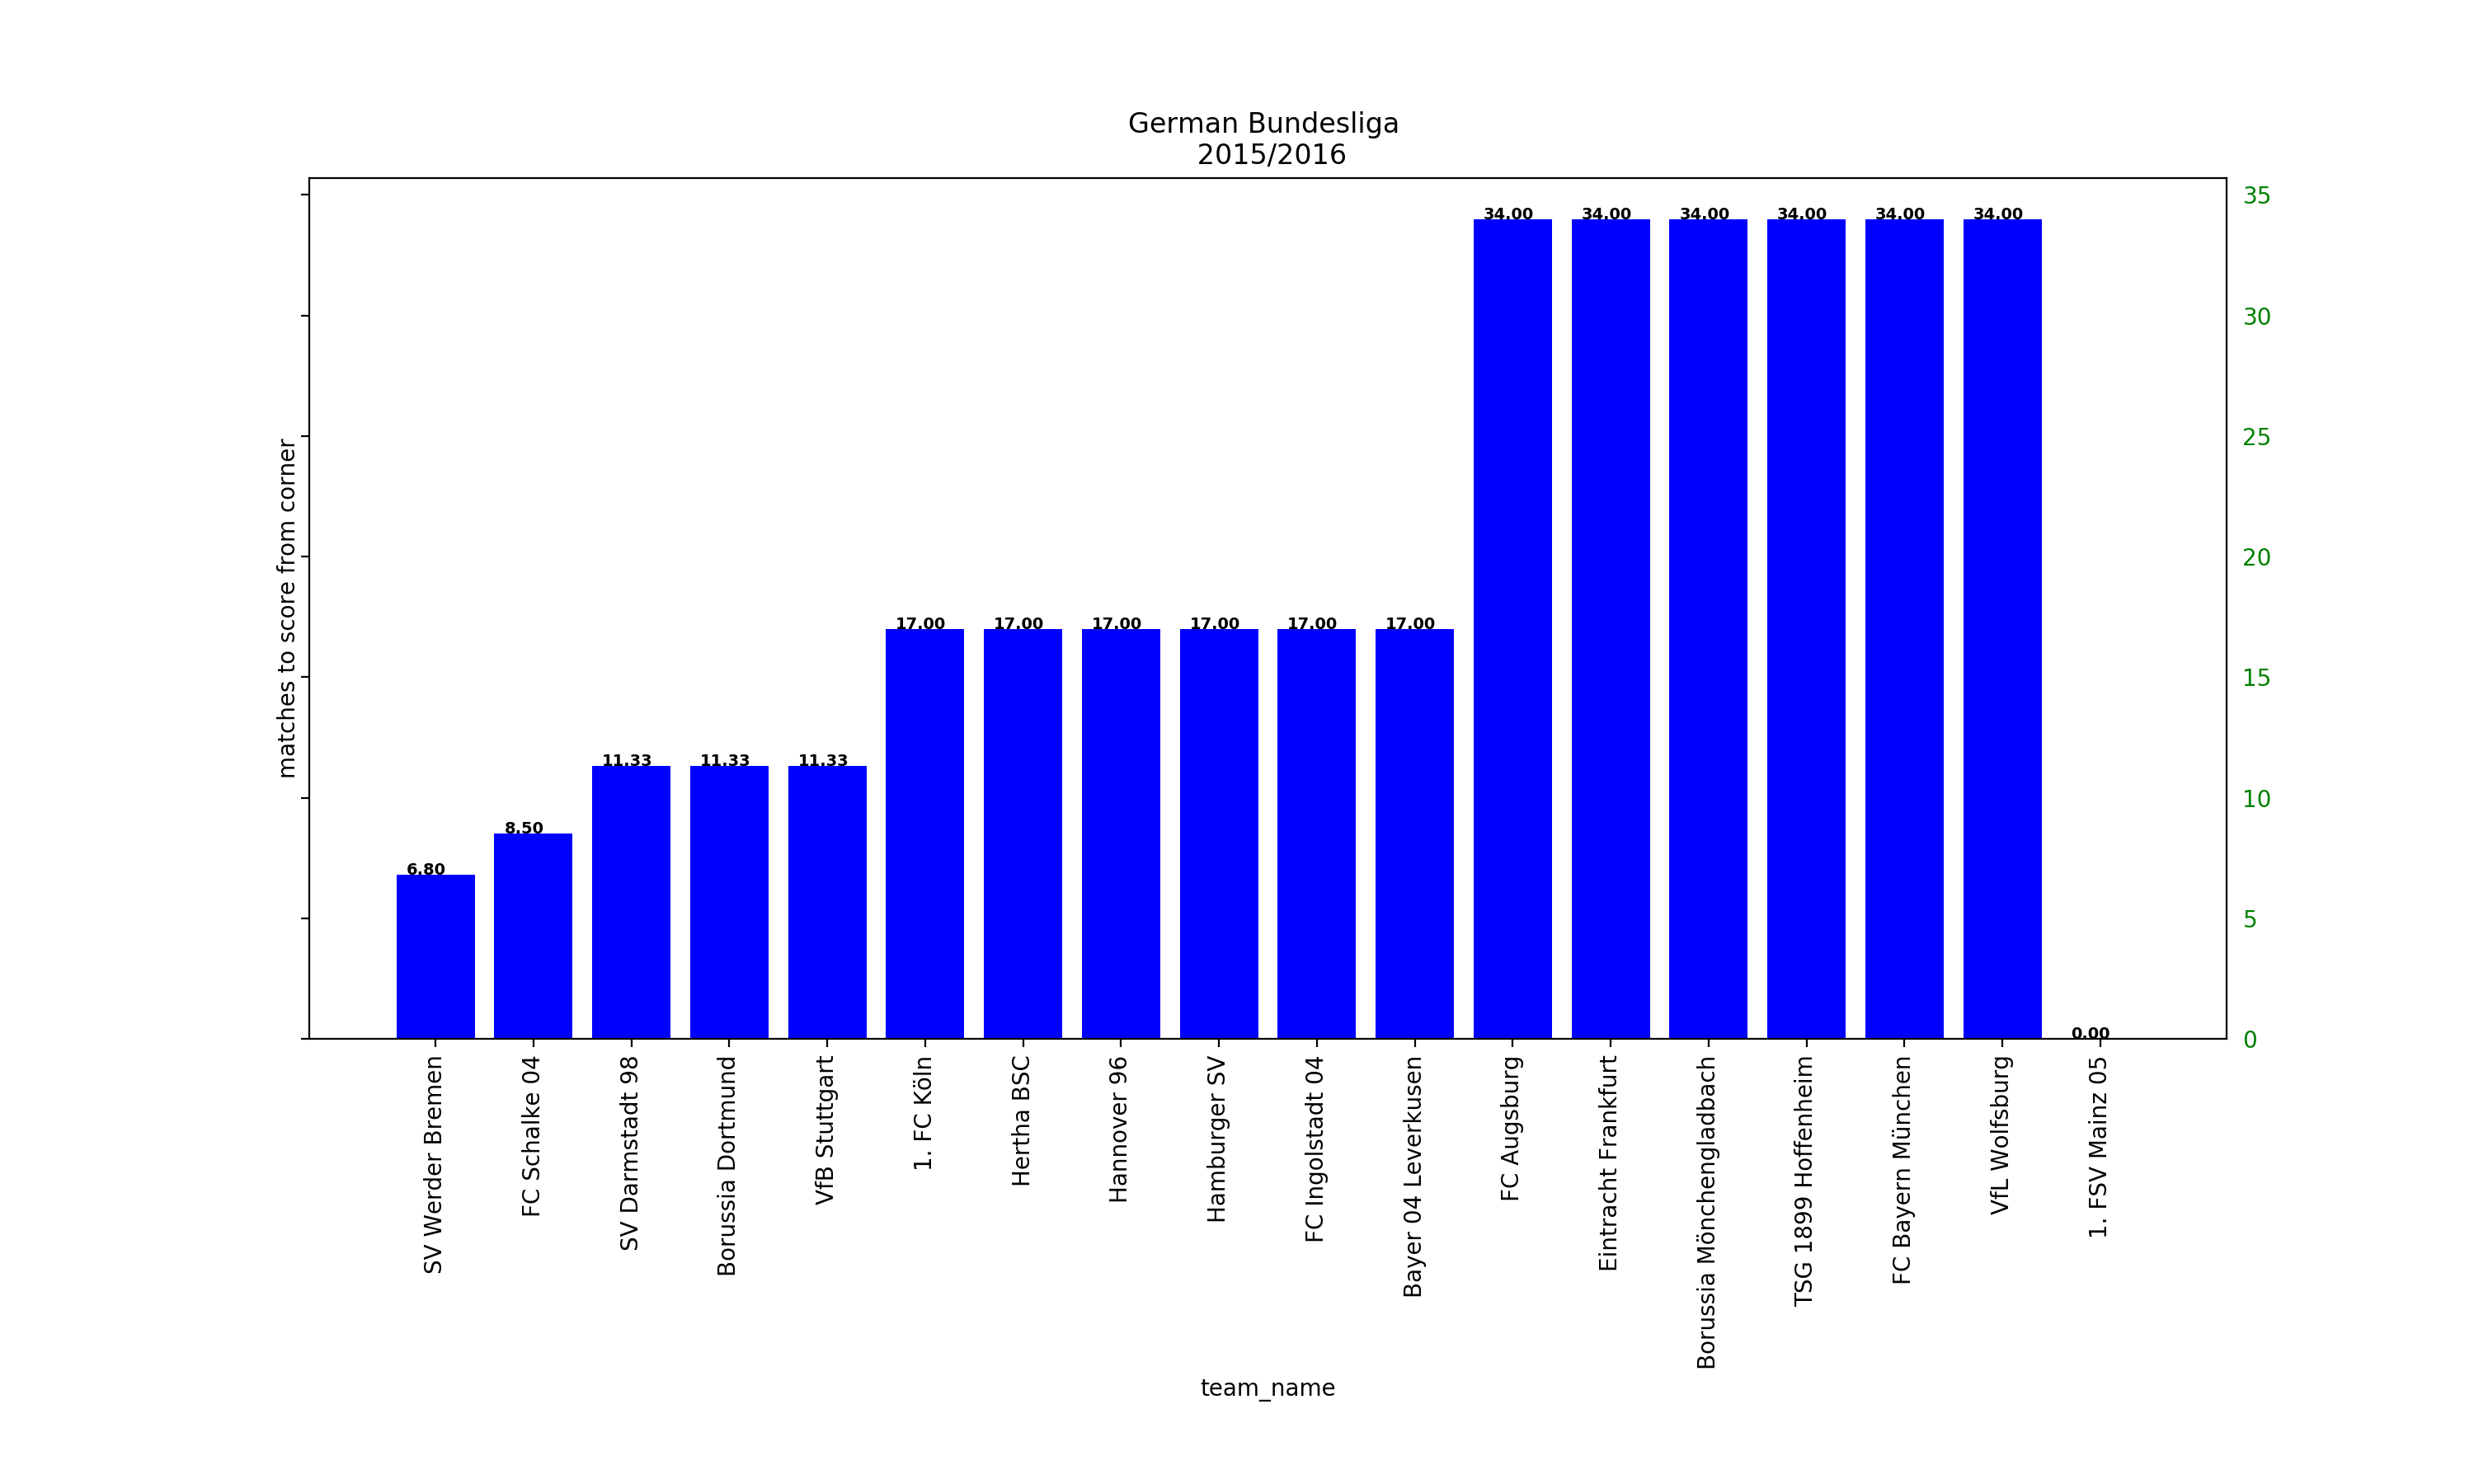 German Bundesliga
2015/2016
matches to score from corner
35
30
25
20
15
10
5
0
6.80
8.50
11.33
11.33
11.33
17.00
17.00
17.00
17.00
17.00
17.00
34.00
34.00
34.00
34.00
34.00
34.00
0.00
SV Werder Bremen
FC Schalke 04
SV Darmstadt 98
Borussia Dortmund
VfB Stuttgart
1. FC Köln
Hertha BSC
Hannover 96
Hamburger SV
FC Ingolstadt 04
Bayer 04 Leverkusen
FC Augsburg
Eintracht Frankfurt
Borussia Mönchengladbach
TSG 1899 Hoffenheim
FC Bayern München
VfL Wolfsburg
1. FSV Mainz 05
team_name